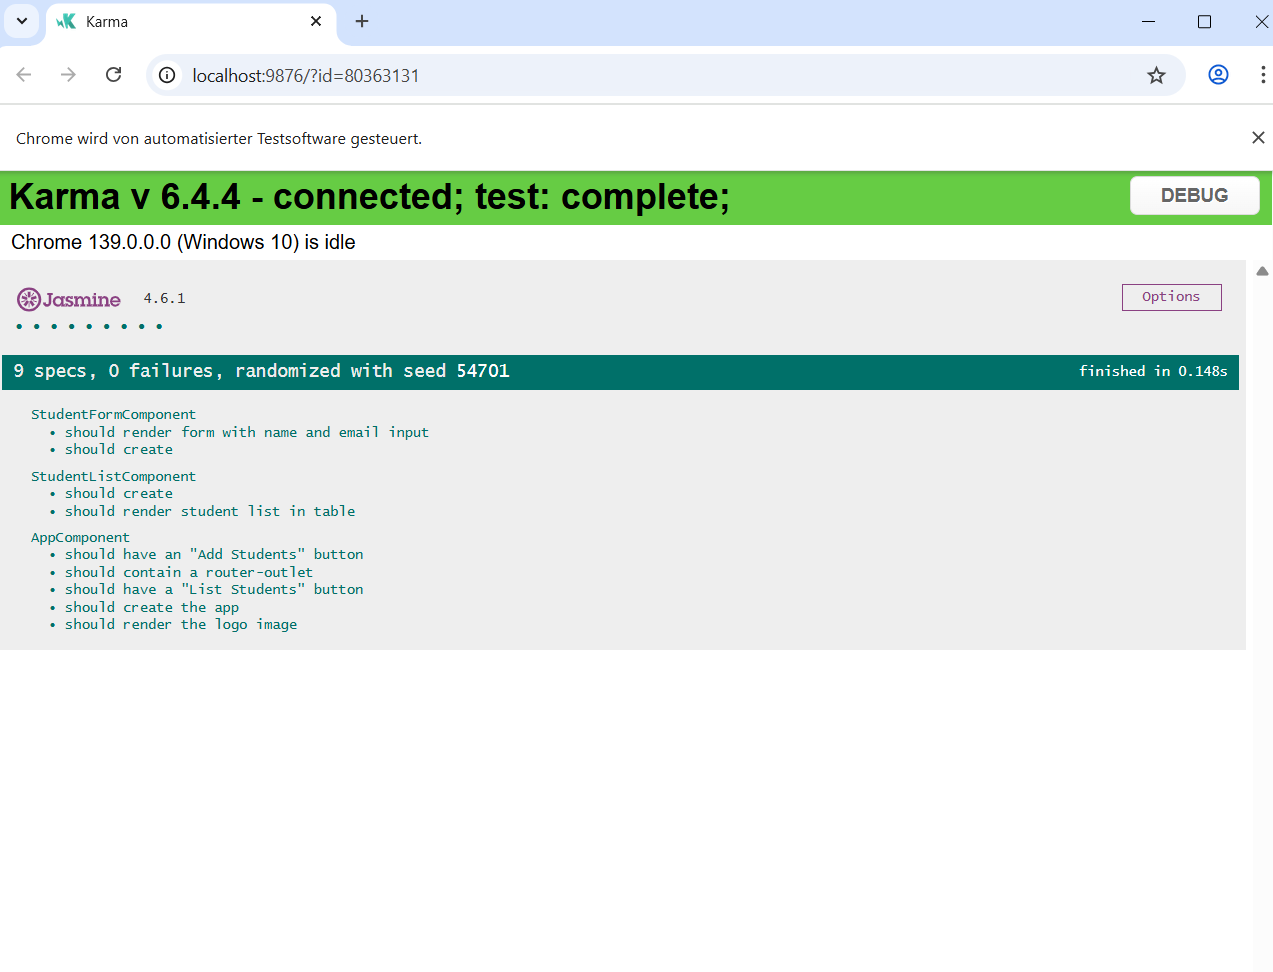 Karma
localhost:9876/?id=80363131
Chrome wird von automatisierter Testsoftware gesteuert.
Karma v 6.4.4 - connected; test: complete;
DEBUG
Chrome 139.0.0.0 (Windows 10) is idle
Jasmine 4.6.1
Options
• • • • • • • • •
9 specs, 0 failures, randomized with seed 54701
finished in 0.148s
StudentFormComponent
• should render form with name and email input
• should create
StudentListComponent
• should create
• should render student list in table
AppComponent
• should have an "Add Students" button
• should contain a router-outlet
• should have a "List Students" button
• should create the app
• should render the logo image